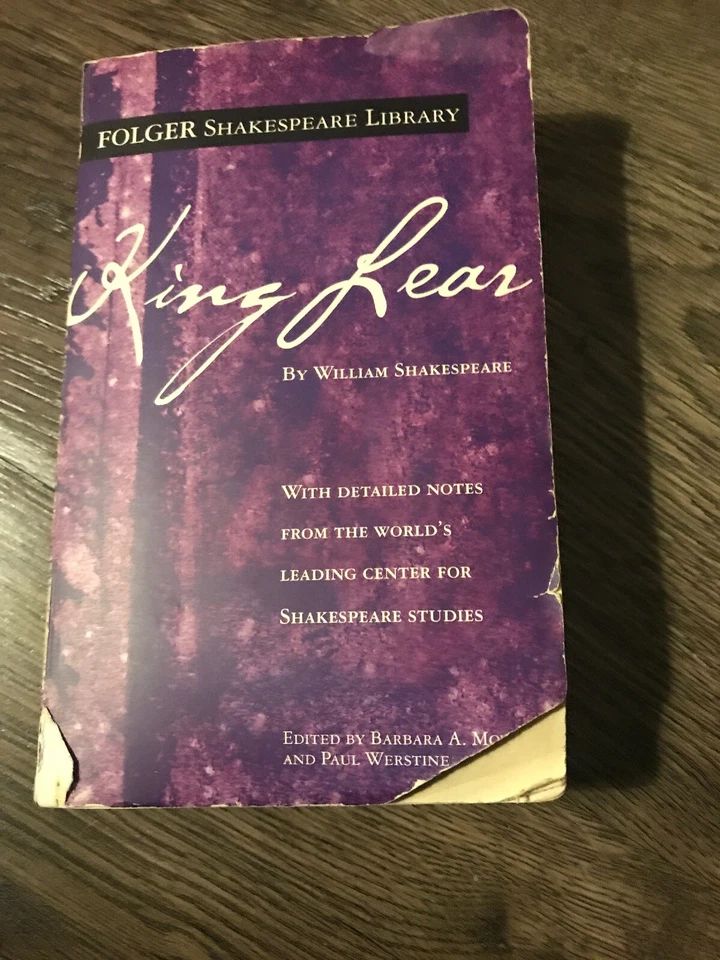 FOLGER SHAKESPEARE LIBRARY
King Lear
BY WILLIAM SHAKESPEARE
WITH DETAILED NOTES
FROM THE WORLD'S
LEADING CENTER FOR
SHAKESPEARE STUDIES
EDITED BY BARBARA A.
AND PAUL WERSTINE